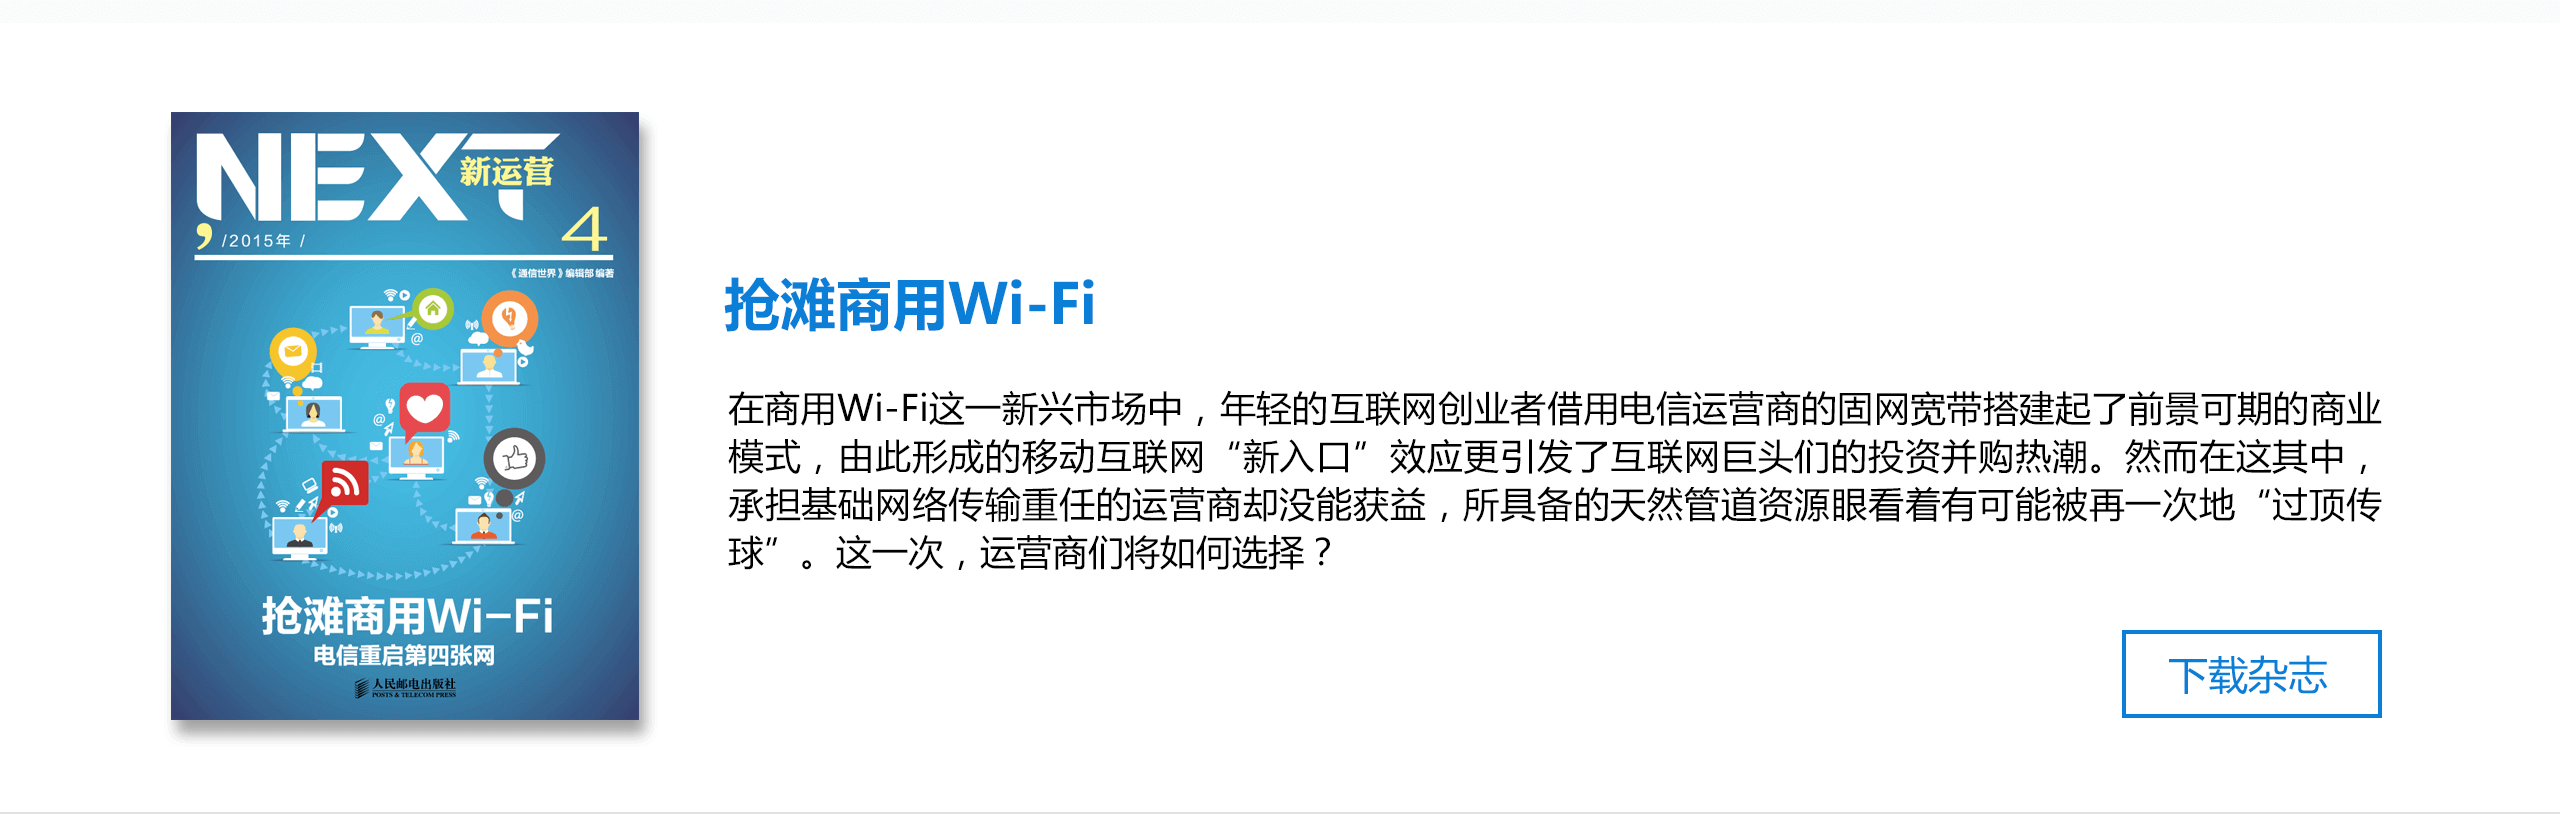 NEXT
新运营
, /2015年 / 4
《通信世界》编辑部 编著
抢滩商用Wi-Fi
电信重启第四张网
人民邮电出版社
POSTS & TELECOM PRESS
抢滩商用Wi-Fi
在商用Wi-Fi这一新兴市场中，年轻的互联网创业者借用电信运营商的固网宽带搭建起了前景可期的商业
模式，由此形成的移动互联网“新入口”效应更引发了互联网巨头们的投资并购热潮。然而在这其中，
承担基础网络传输重任的运营商却没能获益，所具备的天然管道资源眼看着有可能被再一次地“过顶传
球”。这一次，运营商们将如何选择？
下载杂志